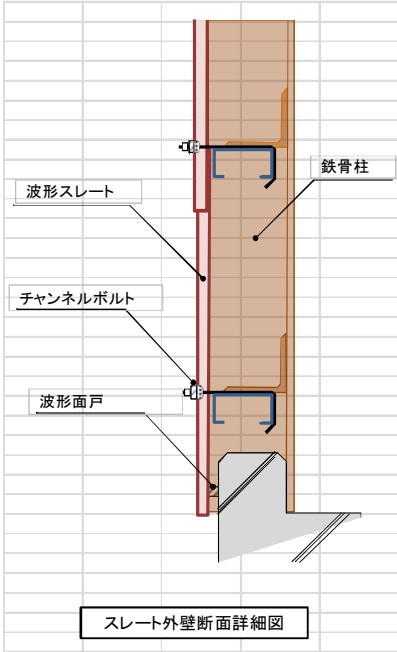 鉄骨柱
波形スレート
チャンネルボルト
波形面戸
スレート外壁断面詳細図